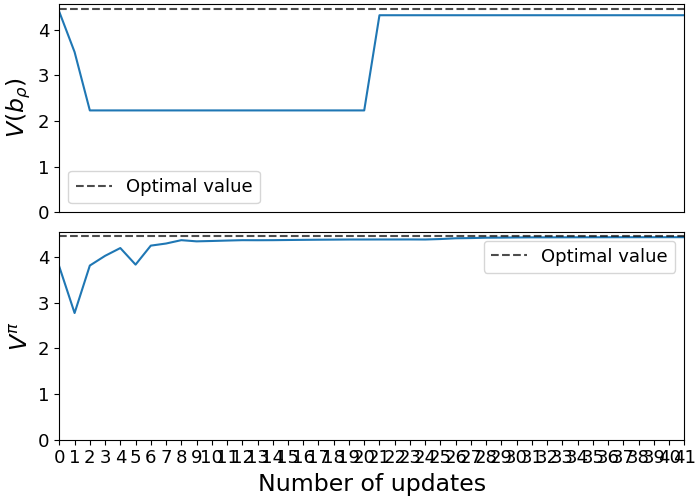 V(b_ρ)
4
3
2
1
0
Optimal value
V^π
4
3
2
1
0
Optimal value
0 1 2 3 4 5 6 7 8 9 10 11 12 13 14 15 16 17 18 19 20 21 22 23 24 25 26 27 28 29 30 31 32 33 34 35 36 37 38 39 40 41
Number of updates